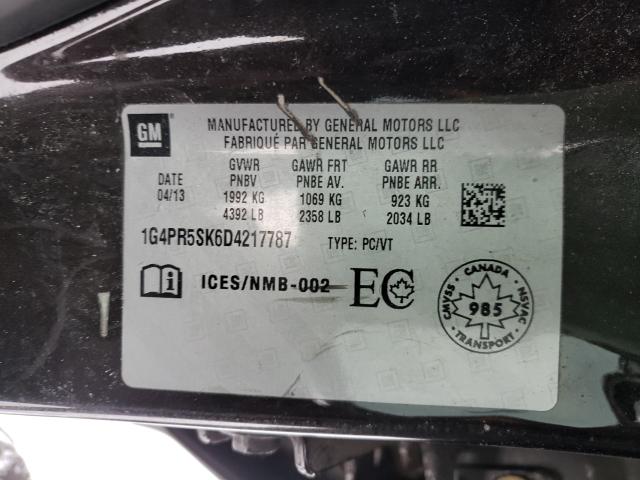 GM
MANUFACTURED BY GENERAL MOTORS LLC
FABRIQUÉ PAR GENERAL MOTORS LLC
GVWR GAWR FRT GAWR RR
DATE PNBV PNBE AV. PNBE ARR.
04/13 1992 KG 1069 KG 923 KG
4392 LB 2358 LB 2034 LB
1G4PR5SK6D4217787 TYPE: PC/VT
ICES/NMB-002 EC
CANADA
CMVSS 985 NSVAC
TRANSPORT